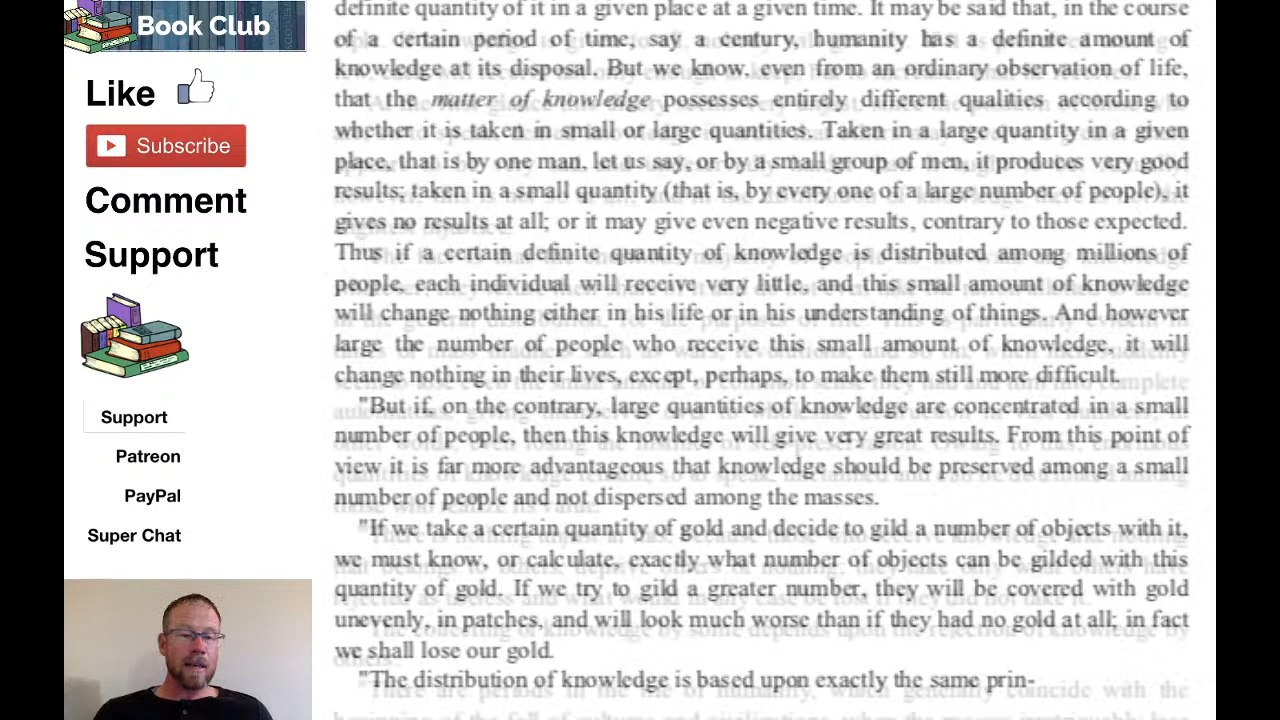 Book Club
Like
Subscribe
Comment
Support
Support
Patreon
PayPal
Super Chat
definite quantity of it in a given place at a given time. It may be said that, in the course
of a certain period of time, say a century, humanity has a definite amount of
knowledge at its disposal. But we know, even from an ordinary observation of life,
that the matter of knowledge possesses entirely different qualities according to
whether it is taken in small or large quantities. Taken in a large quantity in a given
place, that is by one man, let us say, or by a small group of men, it produces very good
results; taken in a small quantity (that is, by every one of a large number of people), it
gives no results at all; or it may give even negative results, contrary to those expected.
Thus if a certain definite quantity of knowledge is distributed among millions of
people, each individual will receive very little, and this small amount of knowledge
will change nothing either in his life or in his understanding of things. And however
large the number of people who receive this small amount of knowledge, it will
change nothing in their lives, except, perhaps, to make them still more difficult.
"But if, on the contrary, large quantities of knowledge are concentrated in a small
number of people, then this knowledge will give very great results. From this point of
view it is far more advantageous that knowledge should be preserved among a small
number of people and not dispersed among the masses.
"If we take a certain quantity of gold and decide to gild a number of objects with it,
we must know, or calculate, exactly what number of objects can be gilded with this
quantity of gold. If we try to gild a greater number, they will be covered with gold
unevenly, in patches, and will look much worse than if they had no gold at all; in fact
we shall lose our gold.
"The distribution of knowledge is based upon exactly the same prin-